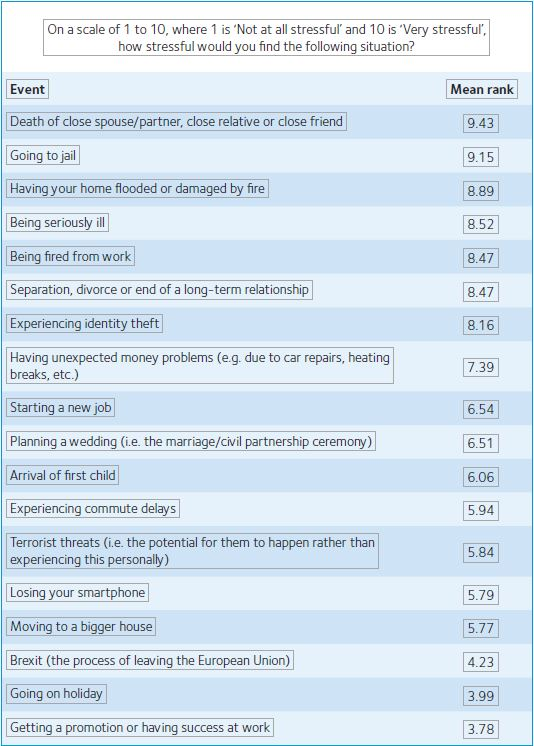 On a scale of 1 to 10, where 1 is ‘Not at all stressful’ and 10 is ‘Very stressful’,
how stressful would you find the following situation?
Event Mean rank
Death of close spouse/partner, close relative or close friend 9.43
Going to jail 9.15
Having your home flooded or damaged by fire 8.89
Being seriously ill 8.52
Being fired from work 8.47
Separation, divorce or end of a long-term relationship 8.47
Experiencing identity theft 8.16
Having unexpected money problems (e.g. due to car repairs, heating
breaks, etc.) 7.39
Starting a new job 6.54
Planning a wedding (i.e. the marriage/civil partnership ceremony) 6.51
Arrival of first child 6.06
Experiencing commute delays 5.94
Terrorist threats (i.e. the potential for them to happen rather than
experiencing this personally) 5.84
Losing your smartphone 5.79
Moving to a bigger house 5.77
Brexit (the process of leaving the European Union) 4.23
Going on holiday 3.99
Getting a promotion or having success at work 3.78